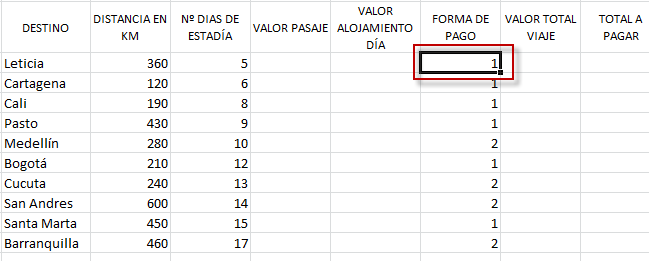 DESTINO DISTANCIA EN KM Nº DIAS DE ESTADÍA VALOR PASAJE VALOR ALOJAMIENTO DÍA FORMA DE PAGO VALOR TOTAL VIAJE TOTAL A PAGAR
Leticia 360 5 1
Cartagena 120 6 1
Cali 190 8 1
Pasto 430 9 1
Medellín 280 10 2
Bogotá 210 12 1
Cucuta 240 13 2
San Andres 600 14 2
Santa Marta 450 15 1
Barranquilla 460 17 2